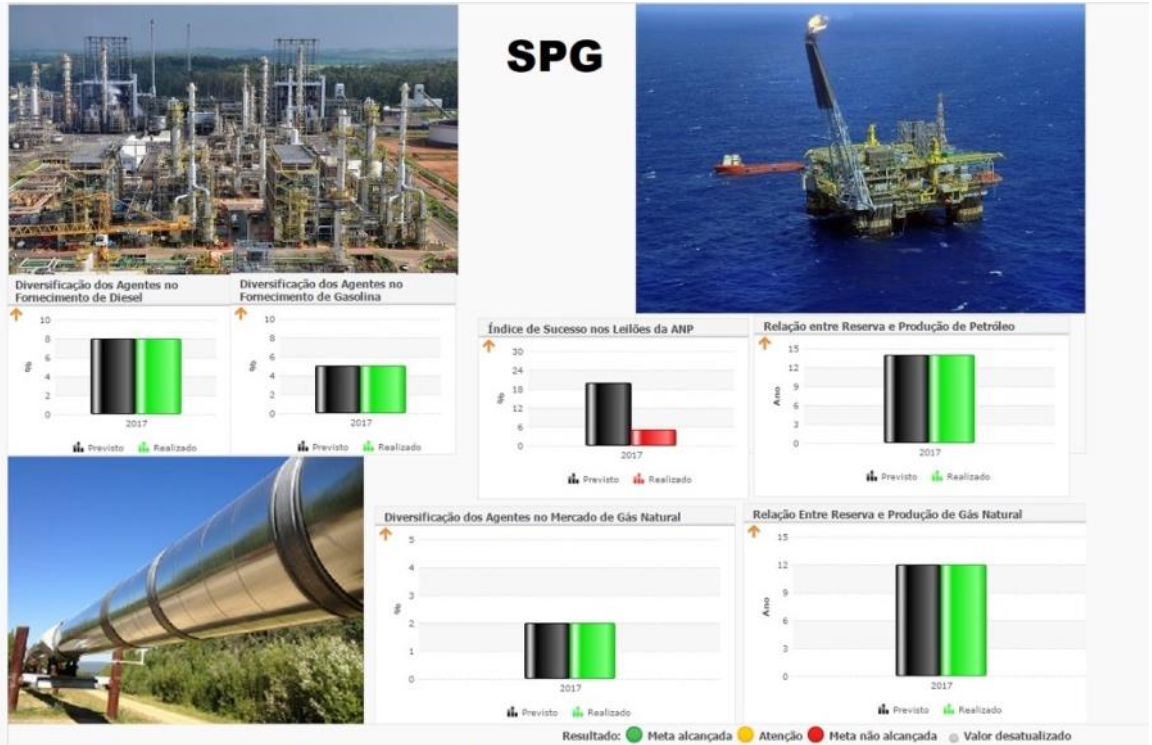 SPG
Diversificação dos Agentes no
Fornecimento de Diesel
10
8
6
4
2
0
%
2017
Previsto Realizado
Diversificação dos Agentes no
Fornecimento de Gasolina
10
8
6
4
2
0
%
2017
Previsto Realizado
Índice de Sucesso nos Leilões da ANP
30
24
18
12
6
0
%
2017
Previsto Realizado
Relação entre Reserva e Produção de Petróleo
15
12
9
6
3
0
Ano
2017
Previsto Realizado
Diversificação dos Agentes no Mercado de Gás Natural
5
4
3
2
1
0
%
2017
Previsto Realizado
Relação Entre Reserva e Produção de Gás Natural
15
12
9
6
3
0
Ano
2017
Previsto Realizado
Resultado: Meta alcançada Atenção Meta não alcançada Valor desatualizado